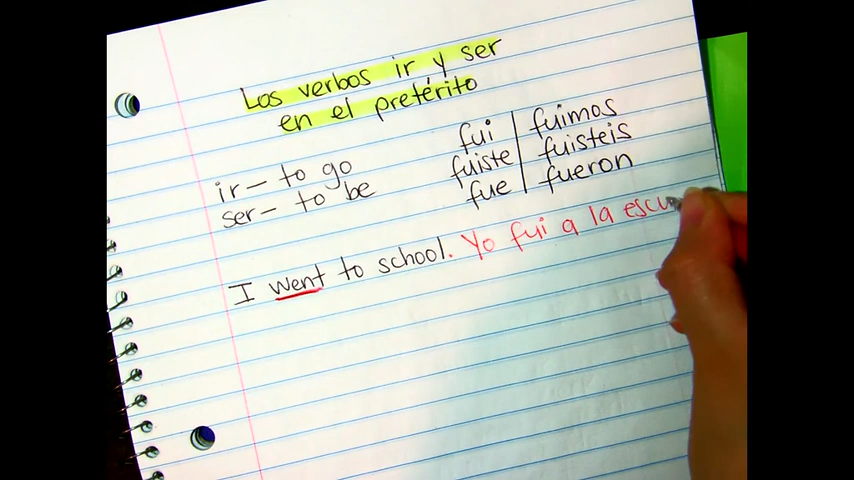 Los verbos ir y ser
en el pretérito
ir – to go
ser – to be
fui | fuimos
fuiste | fuisteis
fue | fueron
I went to school. Yo fui a la escu